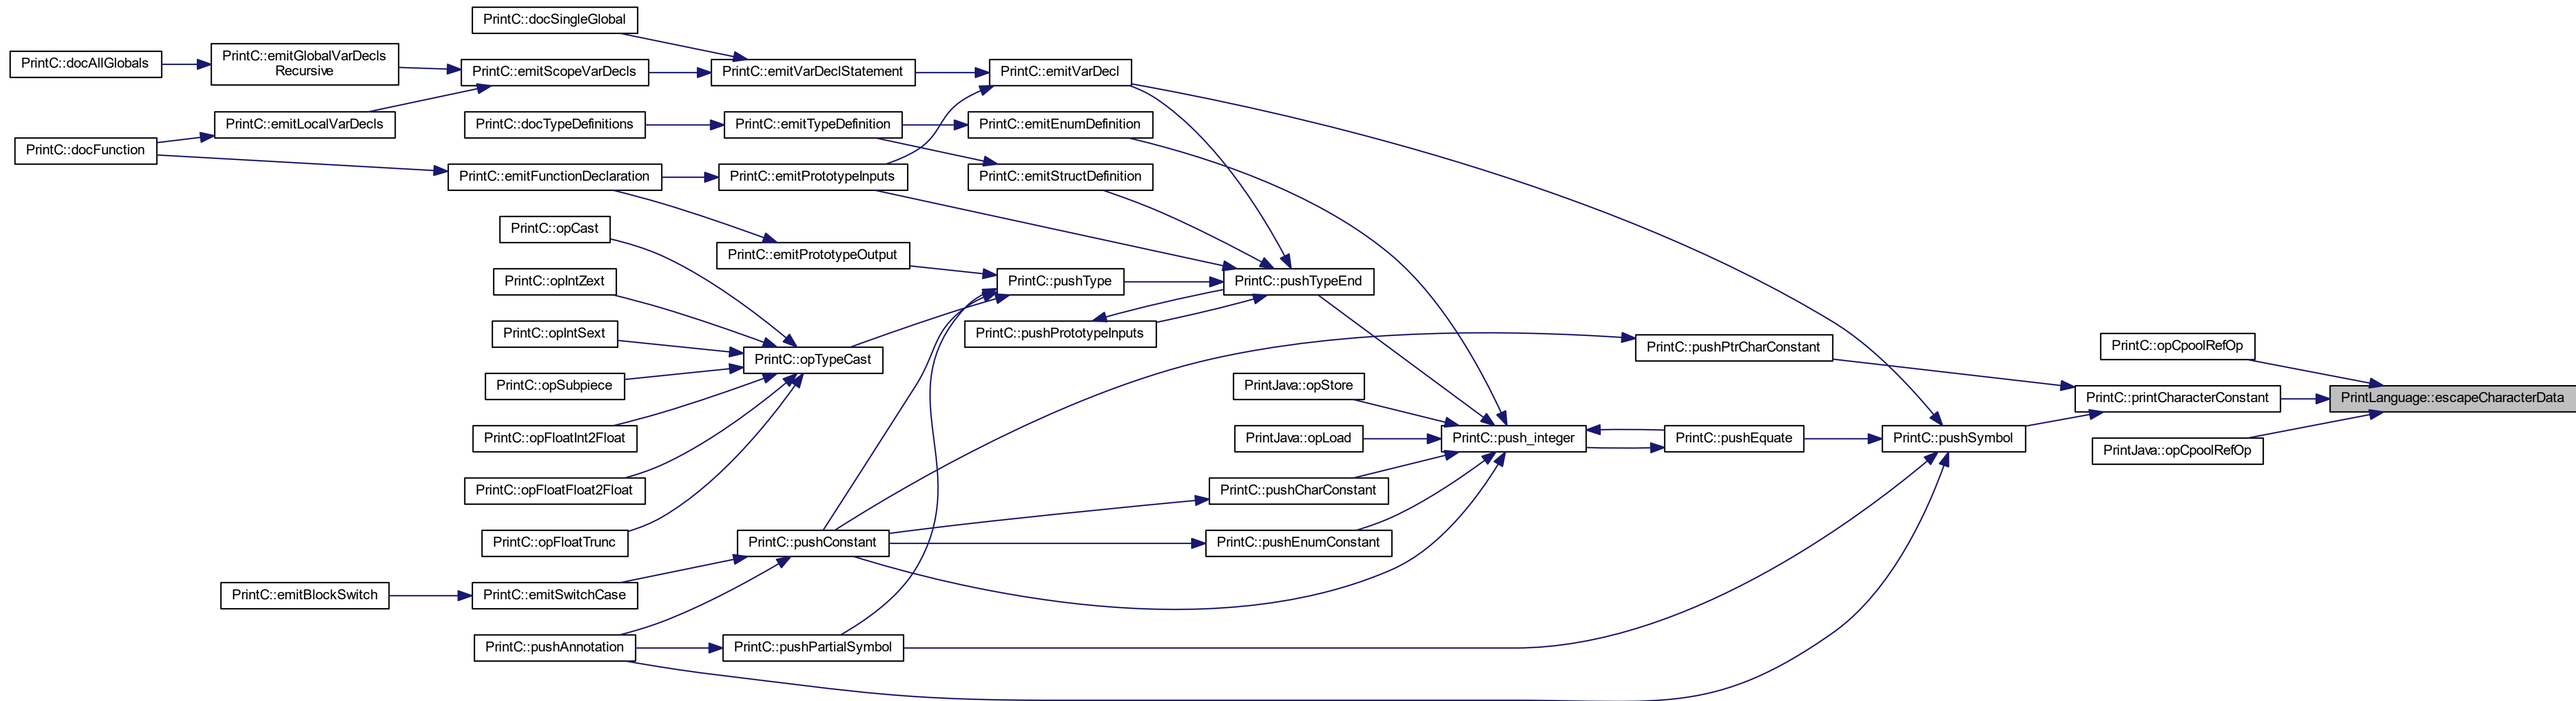 PrintC::docSingleGlobal
PrintC::docAllGlobals
PrintC::emitGlobalVarDecls
Recursive
PrintC::emitScopeVarDecls
PrintC::emitVarDeclStatement
PrintC::emitVarDecl
PrintC::emitLocalVarDecls
PrintC::docTypeDefinitions
PrintC::emitTypeDefinition
PrintC::emitEnumDefinition
PrintC::docFunction
PrintC::emitFunctionDeclaration
PrintC::emitPrototypeInputs
PrintC::emitStructDefinition
PrintC::opCast
PrintC::emitPrototypeOutput
PrintC::opIntZext
PrintC::pushType
PrintC::pushTypeEnd
PrintC::opIntSext
PrintC::pushPrototypeInputs
PrintC::pushPtrCharConstant
PrintC::opCpoolRefOp
PrintC::opTypeCast
PrintC::opSubpiece
PrintJava::opStore
PrintC::printCharacterConstant
PrintLanguage::escapeCharacterData
PrintC::opFloatInt2Float
PrintJava::opLoad
PrintC::push_integer
PrintC::pushEquate
PrintC::pushSymbol
PrintJava::opCpoolRefOp
PrintC::opFloatFloat2Float
PrintC::pushCharConstant
PrintC::opFloatTrunc
PrintC::pushConstant
PrintC::pushEnumConstant
PrintC::emitBlockSwitch
PrintC::emitSwitchCase
PrintC::pushAnnotation
PrintC::pushPartialSymbol